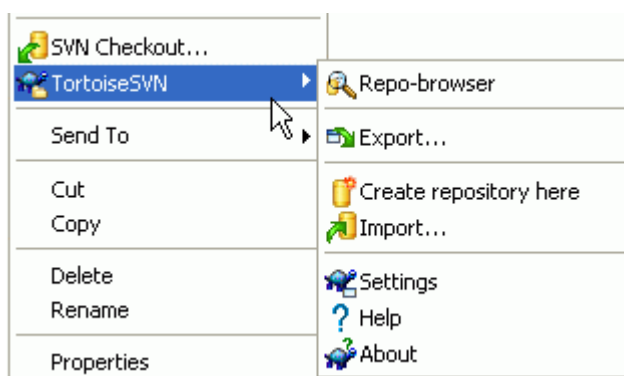 SVN Checkout...
TortoiseSVN
Send To
Cut
Copy
Delete
Rename
Properties
Repo-browser
Export...
Create repository here
Import...
Settings
Help
About